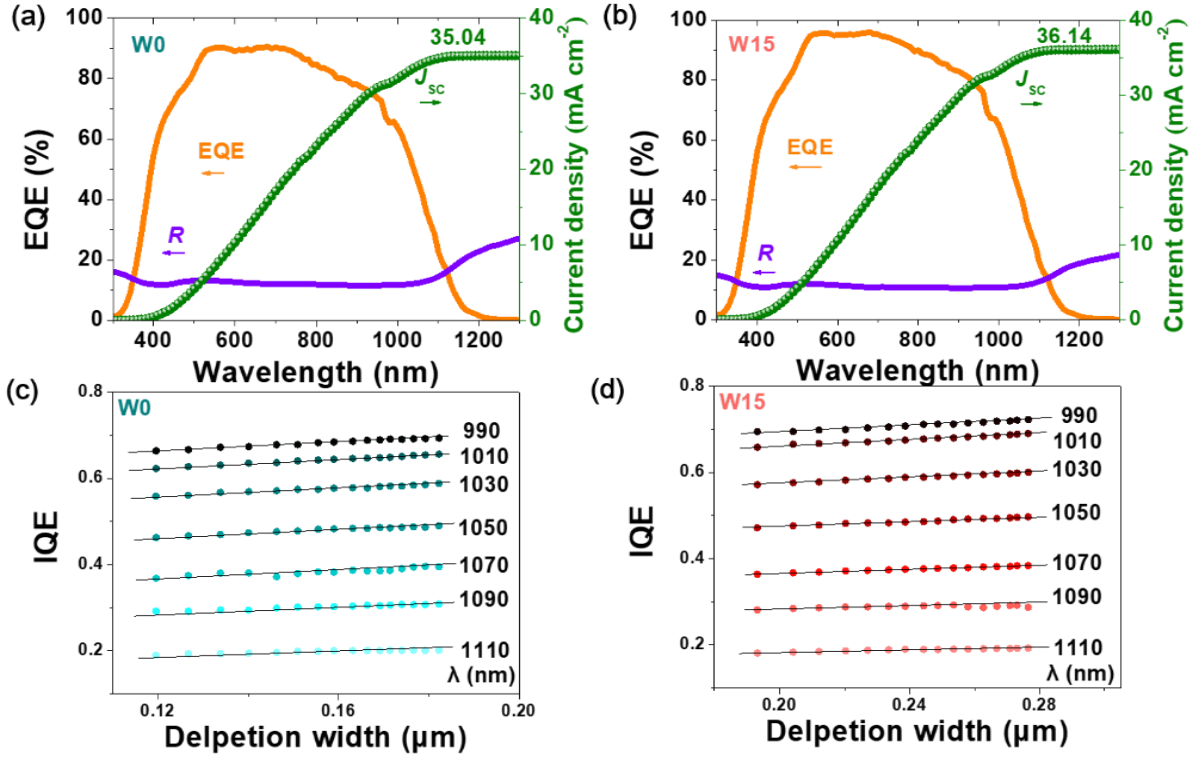 (a)
W0
35.04
J_SC
→
EQE
←
R
←
EQE (%)
100
80
60
40
20
0
400 600 800 1000 1200
Wavelength (nm)
40
30
20
10
0
Current density (mA cm⁻²)
(b)
W15
36.14
J_SC
→
EQE
←
R
←
EQE (%)
100
80
60
40
20
0
400 600 800 1000 1200
Wavelength (nm)
40
30
20
10
0
Current density (mA cm⁻²)
(c)
W0
IQE
0.8
0.6
0.4
0.2
990
1010
1030
1050
1070
1090
1110
λ (nm)
0.12 0.16 0.20
Delpetion width (μm)
(d)
W15
IQE
0.8
0.6
0.4
0.2
990
1010
1030
1050
1070
1090
1110
λ (nm)
0.20 0.24 0.28
Delpetion width (μm)